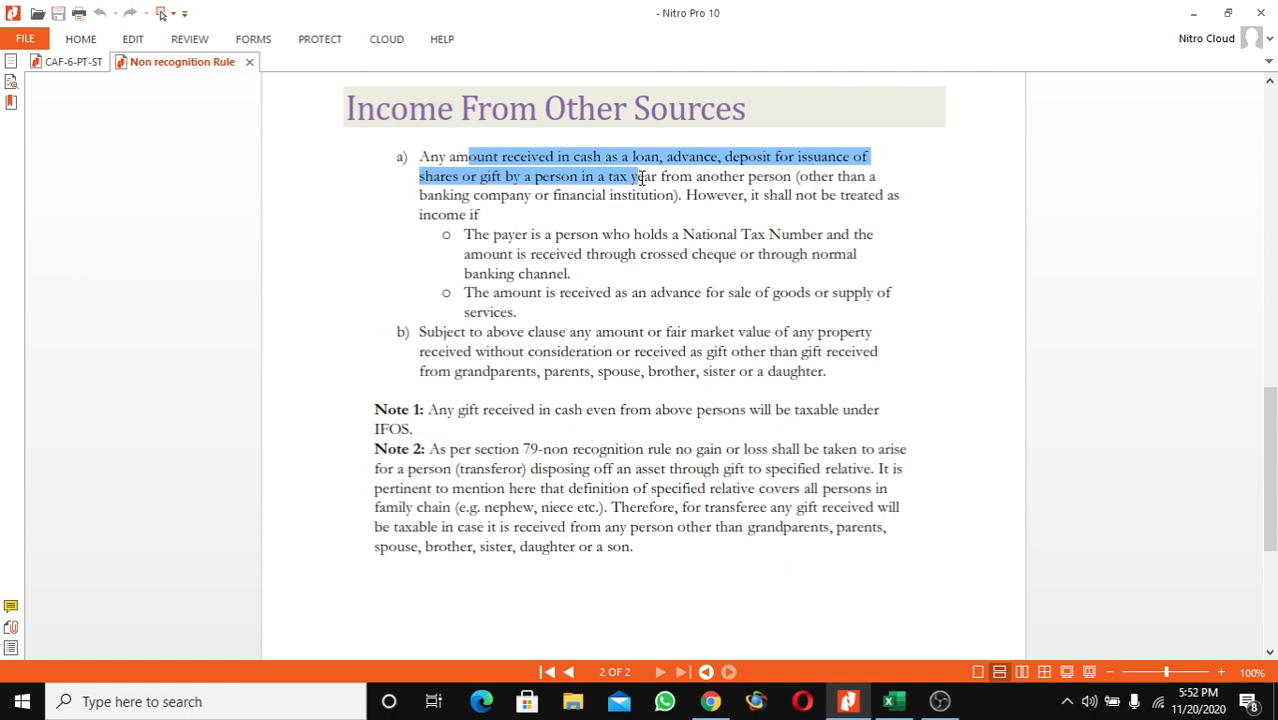 - Nitro Pro 10
FILE HOME EDIT REVIEW FORMS PROTECT CLOUD HELP Nitro Cloud
CAF-6-PT-ST Non recognition Rule
Income From Other Sources
a) Any amount received in cash as a loan, advance, deposit for issuance of
shares or gift by a person in a tax year from another person (other than a
banking company or financial institution). However, it shall not be treated as
income if
o The payer is a person who holds a National Tax Number and the
amount is received through crossed cheque or through normal
banking channel.
o The amount is received as an advance for sale of goods or supply of
services.
b) Subject to above clause any amount or fair market value of any property
received without consideration or received as gift other than gift received
from grandparents, parents, spouse, brother, sister or a daughter.
Note 1: Any gift received in cash even from above persons will be taxable under
IFOS.
Note 2: As per section 79-non recognition rule no gain or loss shall be taken to arise
for a person (transferor) disposing off an asset through gift to specified relative. It is
pertinent to mention here that definition of specified relative covers all persons in
family chain (e.g. nephew, niece etc.). Therefore, for transferee any gift received will
be taxable in case it is received from any person other than grandparents, parents,
spouse, brother, sister, daughter or a son.
2 OF 2 100%
Type here to search
5:52 PM
11/20/2020
8